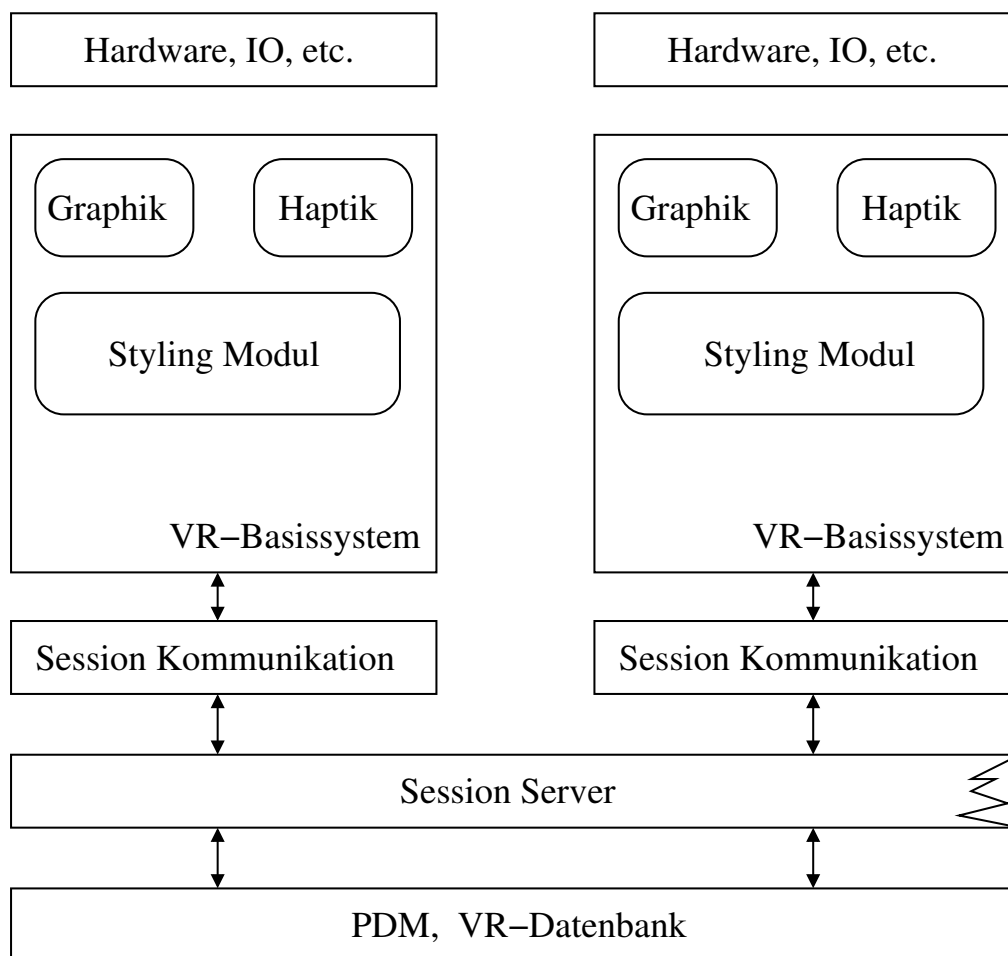 Hardware, IO, etc.
Hardware, IO, etc.
Graphik
Haptik
Graphik
Haptik
Styling Modul
Styling Modul
VR−Basissystem
VR−Basissystem
Session Kommunikation
Session Kommunikation
Session Server
PDM, VR−Datenbank